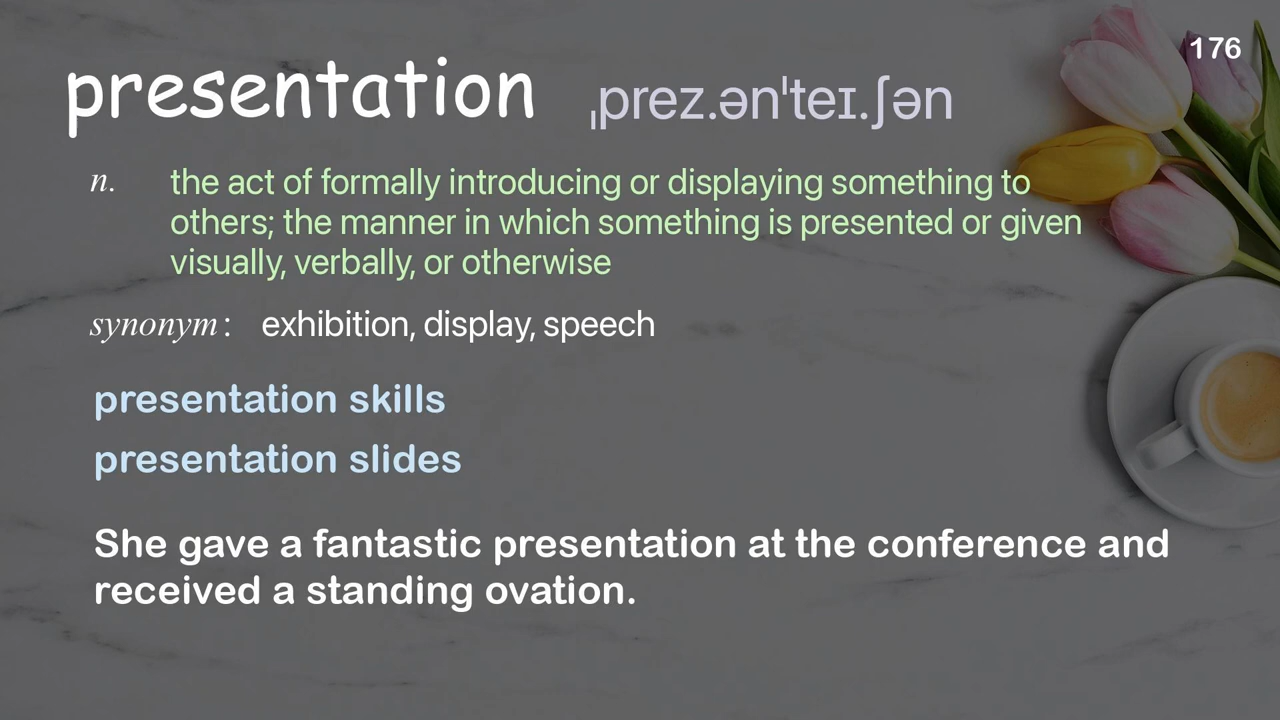 176
presentation ˌprez.ənˈteɪ.ʃən
n. the act of formally introducing or displaying something to
others; the manner in which something is presented or given
visually, verbally, or otherwise
synonym: exhibition, display, speech
presentation skills
presentation slides
She gave a fantastic presentation at the conference and
received a standing ovation.